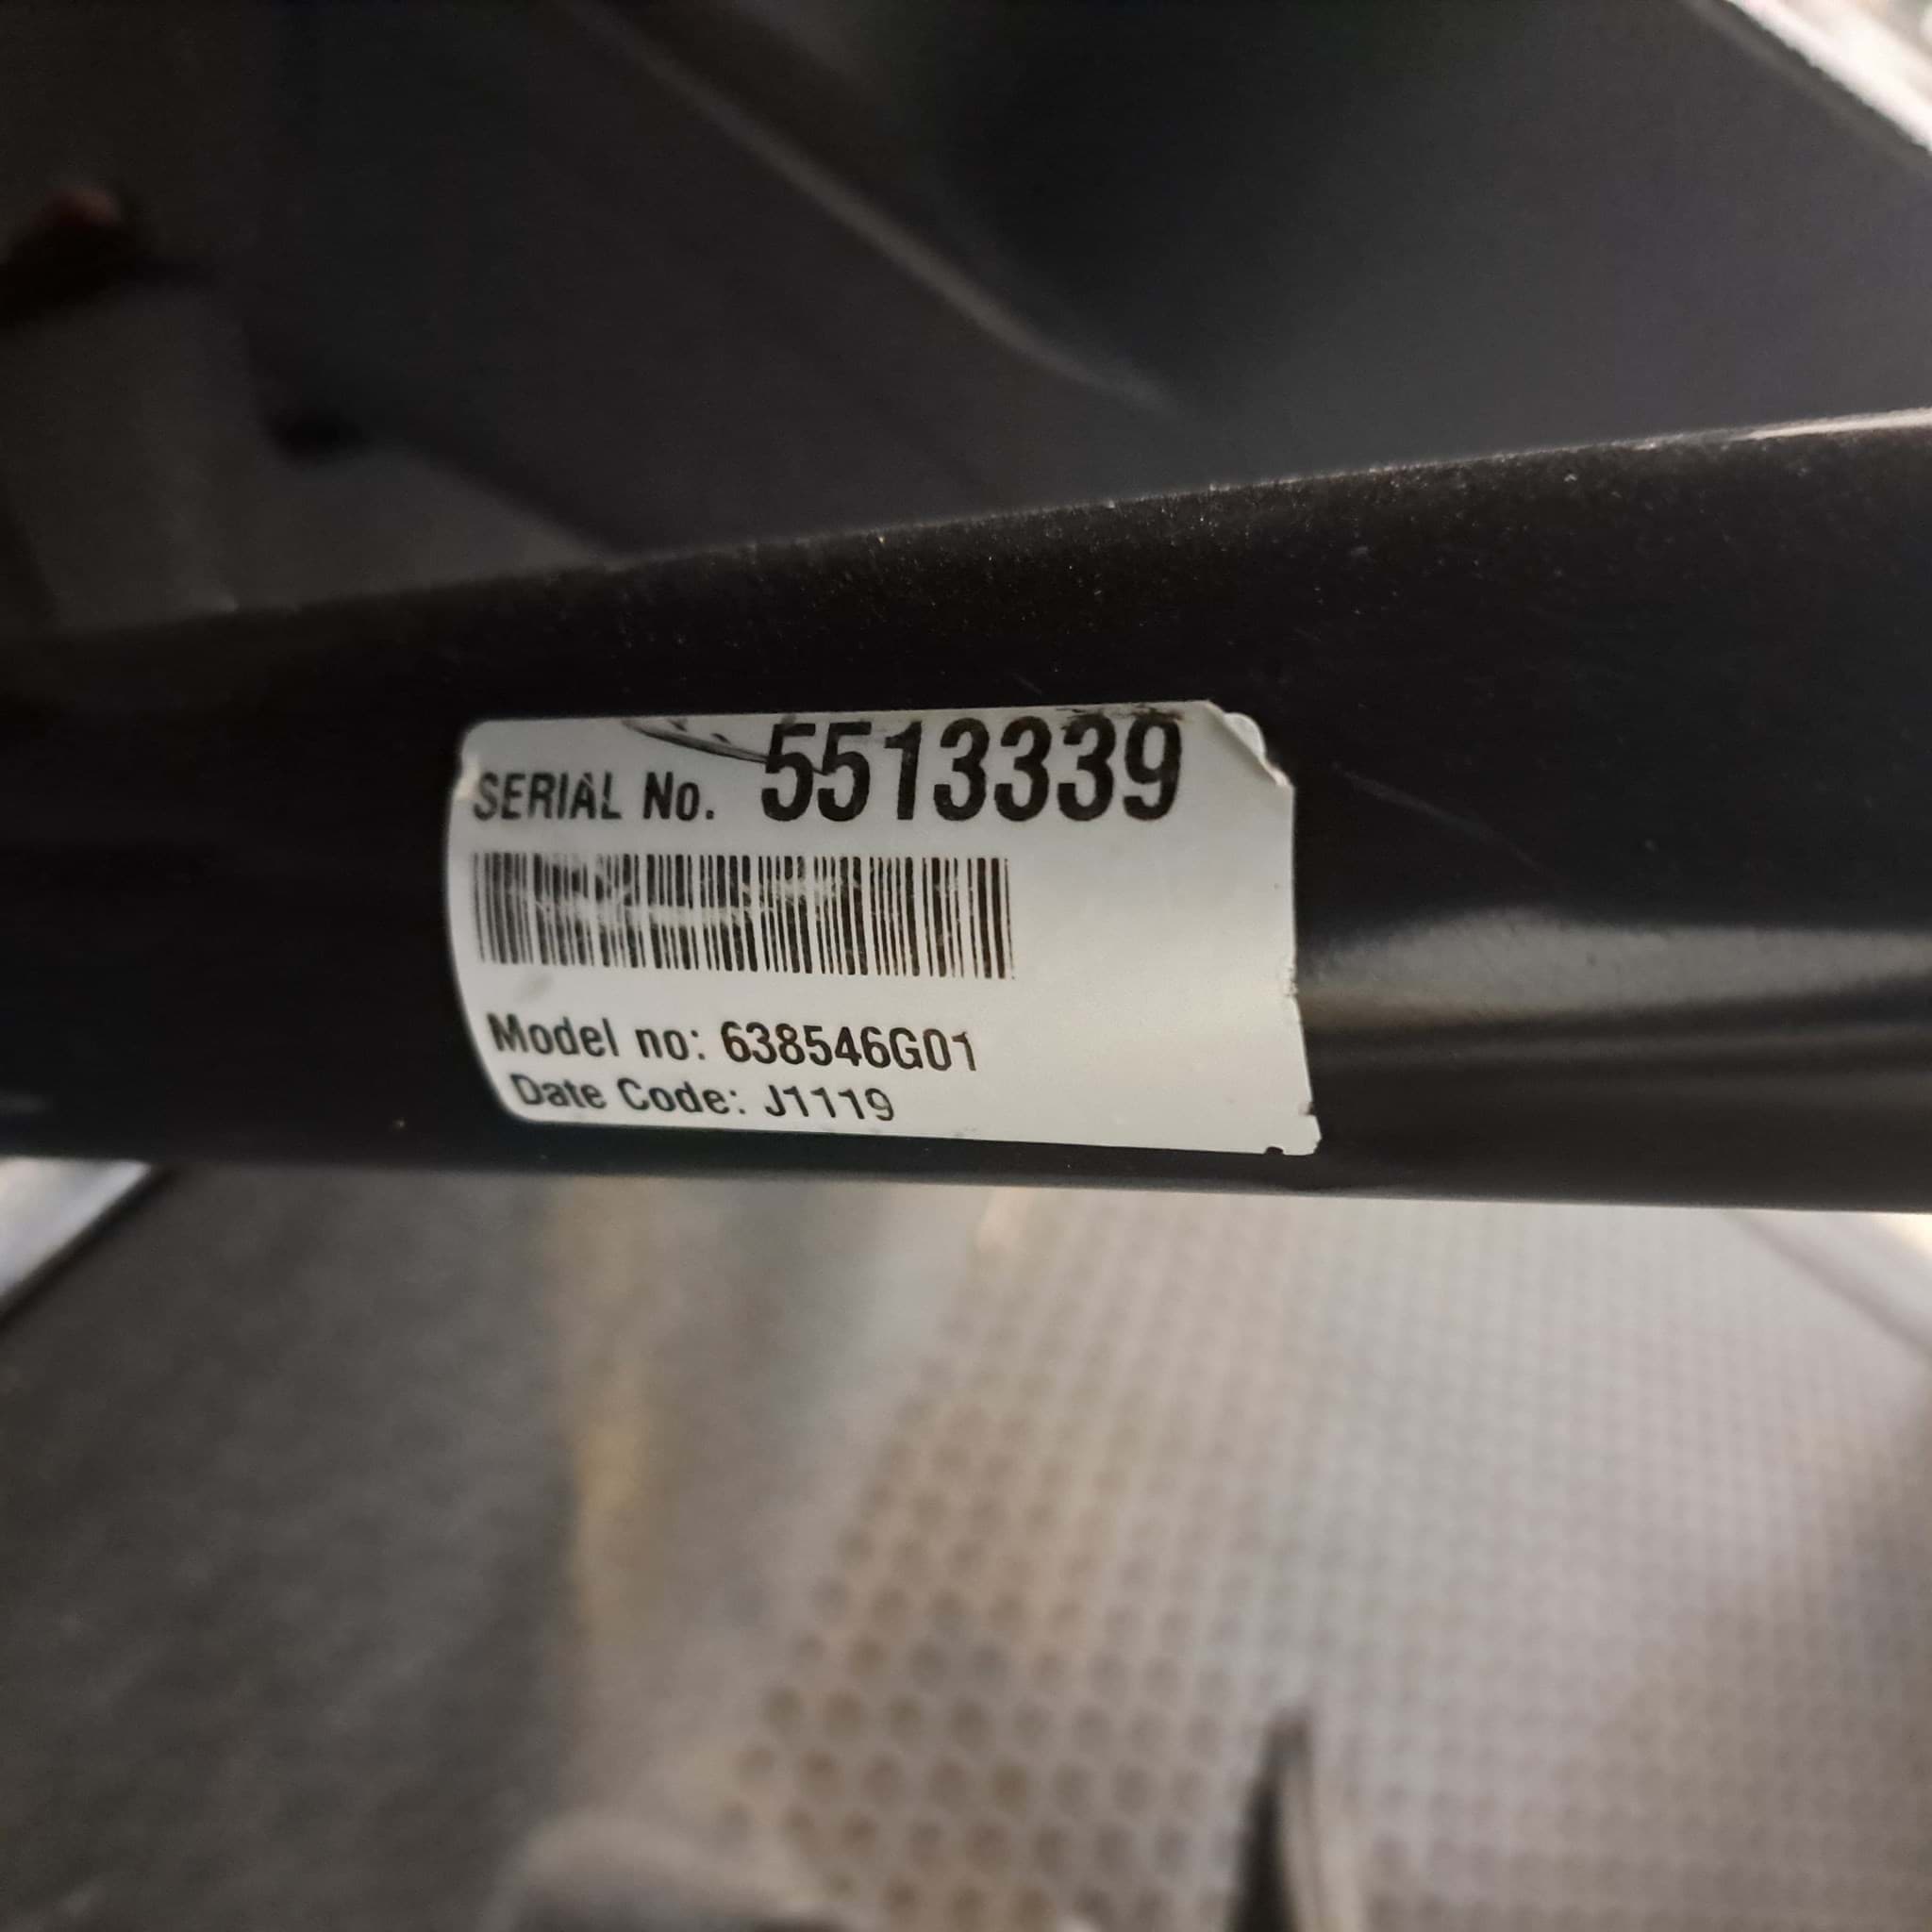 SERIAL No. 5513339
Model no: 638546G01
Date Code: J1119